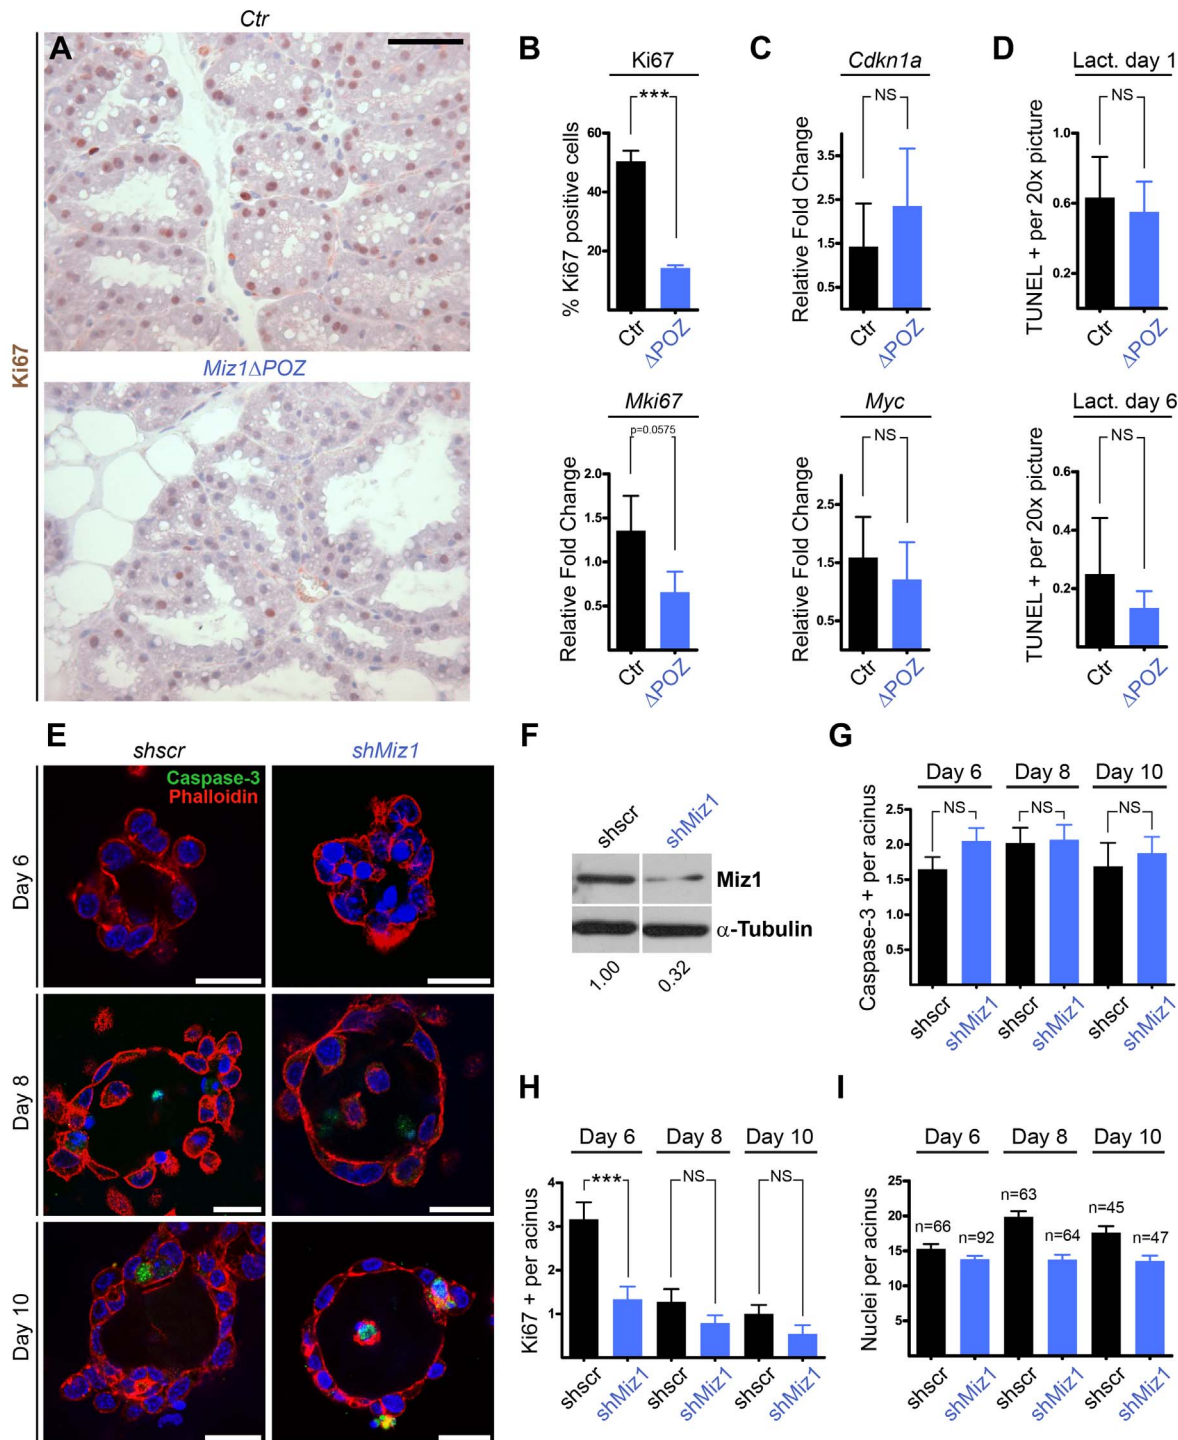 Ctr
A
Ki67
Miz1ΔPOZ
B
Ki67
***
% Ki67 positive cells
60
40
20
Ctr
ΔPOZ
Mki67
p=0.0575
Relative Fold Change
2.0
1.5
1.0
0.5
Ctr
ΔPOZ
C
Cdkn1a
NS
Relative Fold Change
3.5
2.5
1.5
0.5
Ctr
ΔPOZ
Myc
NS
Relative Fold Change
2.5
1.5
0.5
Ctr
ΔPOZ
D
Lact. day 1
NS
TUNEL + per 20x picture
1.0
0.6
0.2
Ctr
ΔPOZ
Lact. day 6
NS
TUNEL + per 20x picture
0.6
0.4
0.2
Ctr
ΔPOZ
E
shscr
shMiz1
Caspase-3
Phalloidin
Day 6
Day 8
Day 10
F
shscr
shMiz1
Miz1
α-Tubulin
1.00
0.32
G
Day 6
Day 8
Day 10
NS
NS
NS
Caspase-3 + per acinus
2.5
2.0
1.5
1.0
0.5
shscr
shMiz1
shscr
shMiz1
shscr
shMiz1
H
Day 6
Day 8
Day 10
***
NS
NS
Ki67 + per acinus
4
3
2
1
shscr
shMiz1
shscr
shMiz1
shscr
shMiz1
I
Day 6
Day 8
Day 10
n=66
n=92
n=63
n=64
n=45
n=47
Nuclei per acinus
25
20
15
10
5
shscr
shMiz1
shscr
shMiz1
shscr
shMiz1